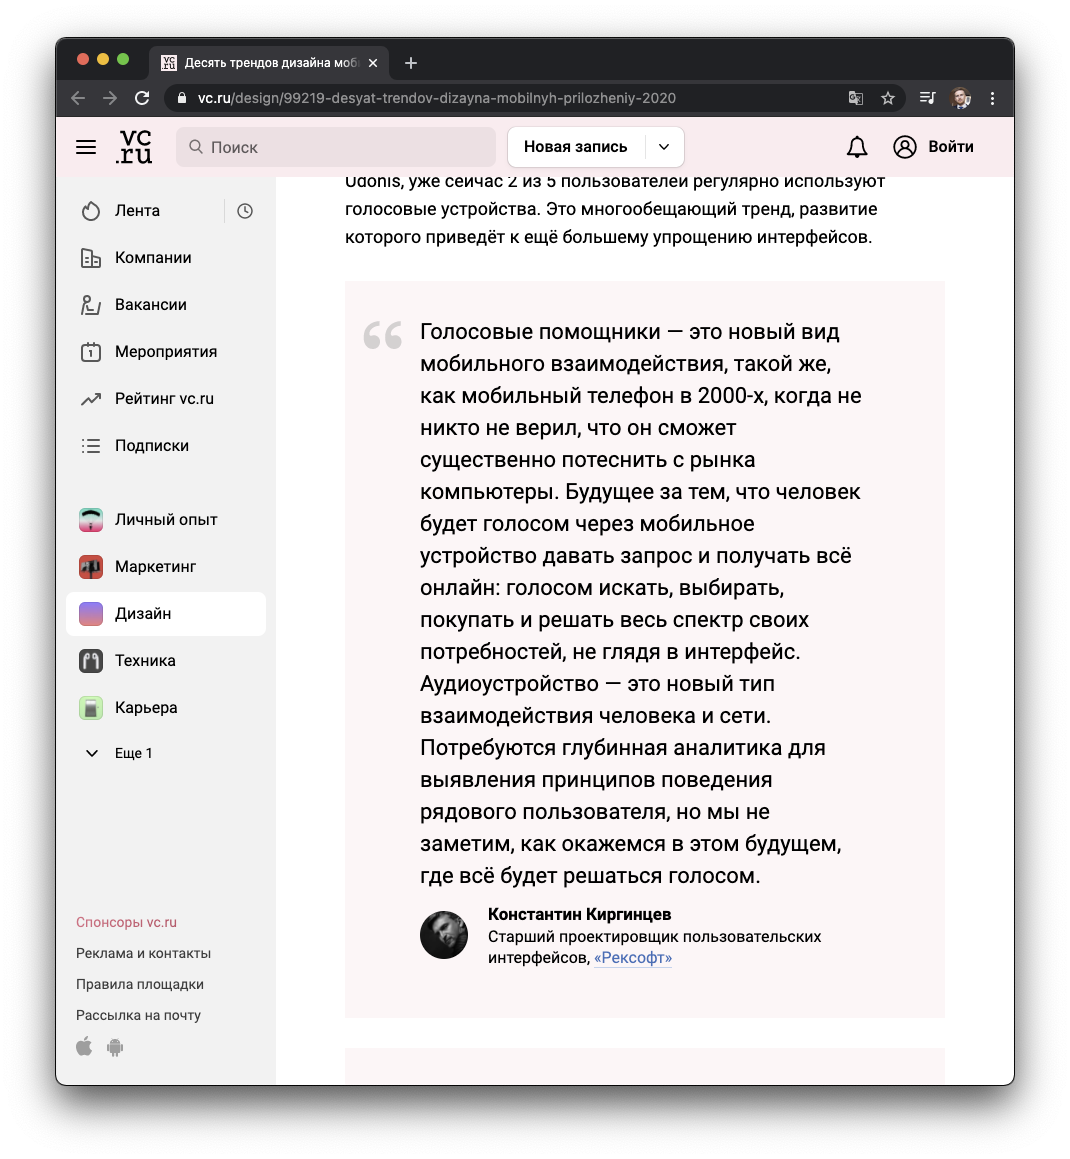 vc.ru
Десять трендов дизайна моб
vc.ru/design/99219-desyat-trendov-dizayna-mobilnyh-prilozheniy-2020
vc
.ru
Поиск
Новая запись
Войти
Лента
Компании
Вакансии
1
Мероприятия
Рейтинг vc.ru
Подписки
Личный опыт
Маркетинг
Дизайн
Техника
Карьера
Еще 1
Спонсоры vc.ru
Реклама и контакты
Правила площадки
Рассылка на почту
Udonis, уже сейчас 2 из 5 пользователей регулярно используют
голосовые устройства. Это многообещающий тренд, развитие
которого приведёт к ещё большему упрощению интерфейсов.
“
Голосовые помощники — это новый вид
мобильного взаимодействия, такой же,
как мобильный телефон в 2000-х, когда не
никто не верил, что он сможет
существенно потеснить с рынка
компьютеры. Будущее за тем, что человек
будет голосом через мобильное
устройство давать запрос и получать всё
онлайн: голосом искать, выбирать,
покупать и решать весь спектр своих
потребностей, не глядя в интерфейс.
Аудиоустройство — это новый тип
взаимодействия человека и сети.
Потребуются глубинная аналитика для
выявления принципов поведения
рядового пользователя, но мы не
заметим, как окажемся в этом будущем,
где всё будет решаться голосом.
Константин Киргинцев
Старший проектировщик пользовательских
интерфейсов, «Рексофт»